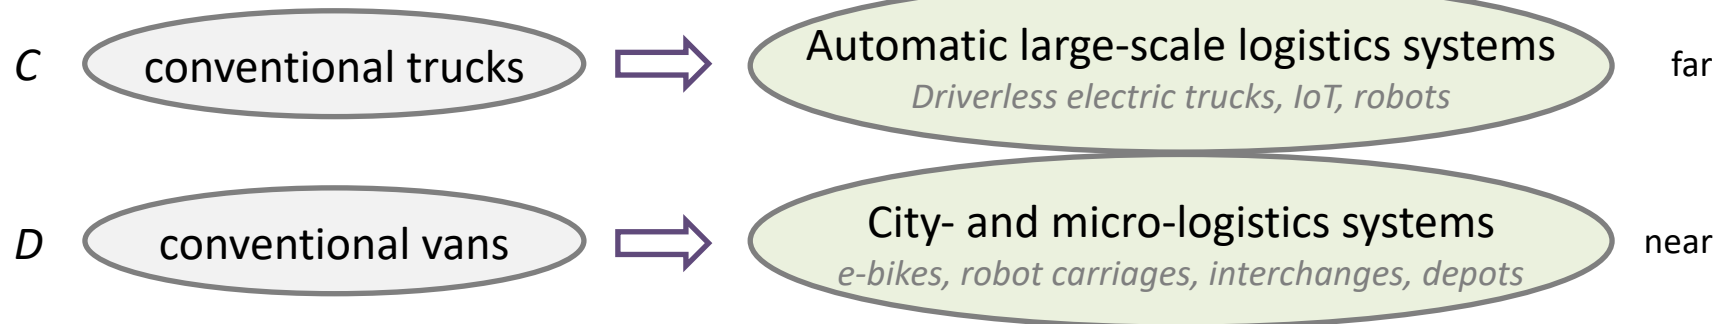 C conventional trucks Automatic large-scale logistics systems far
Driverless electric trucks, IoT, robots
D conventional vans City- and micro-logistics systems near
e-bikes, robot carriages, interchanges, depots